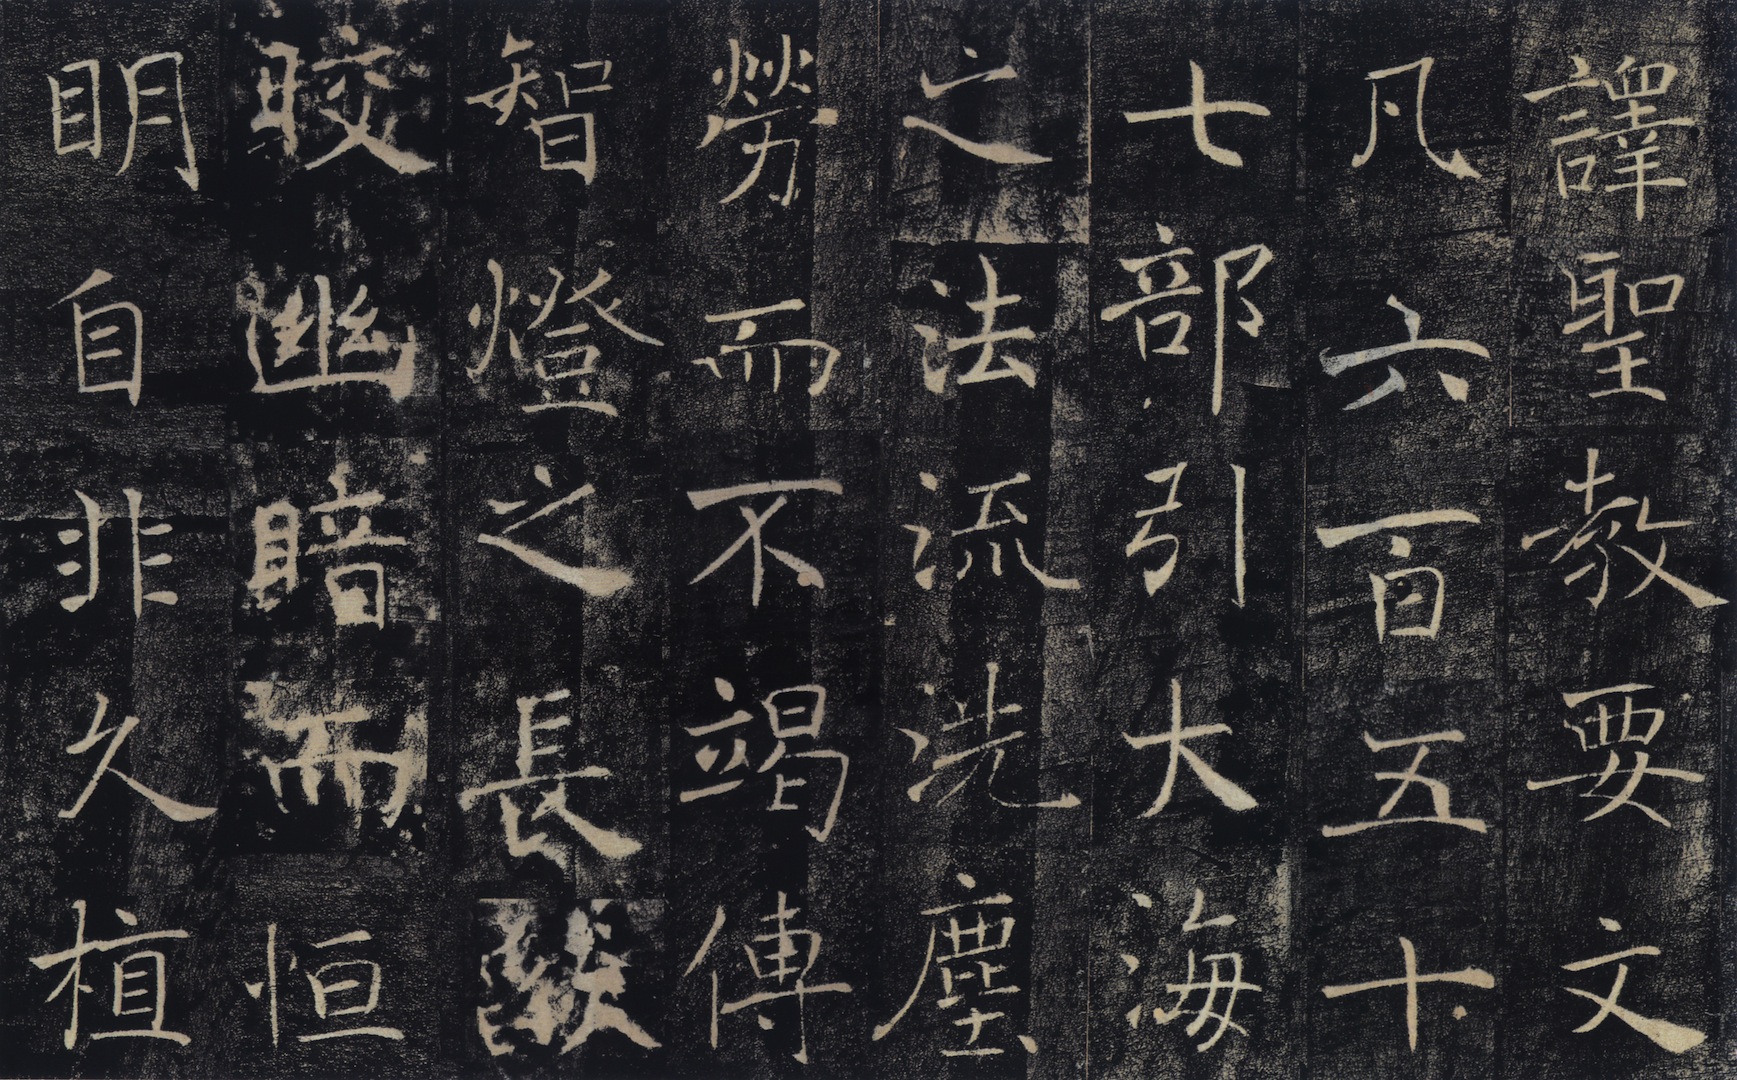 譯聖教要文
凡六百五十
七部引大海
之法流洗塵
勞而不竭傳
智燈之長燄
晈幽暗而恒
明自非久植